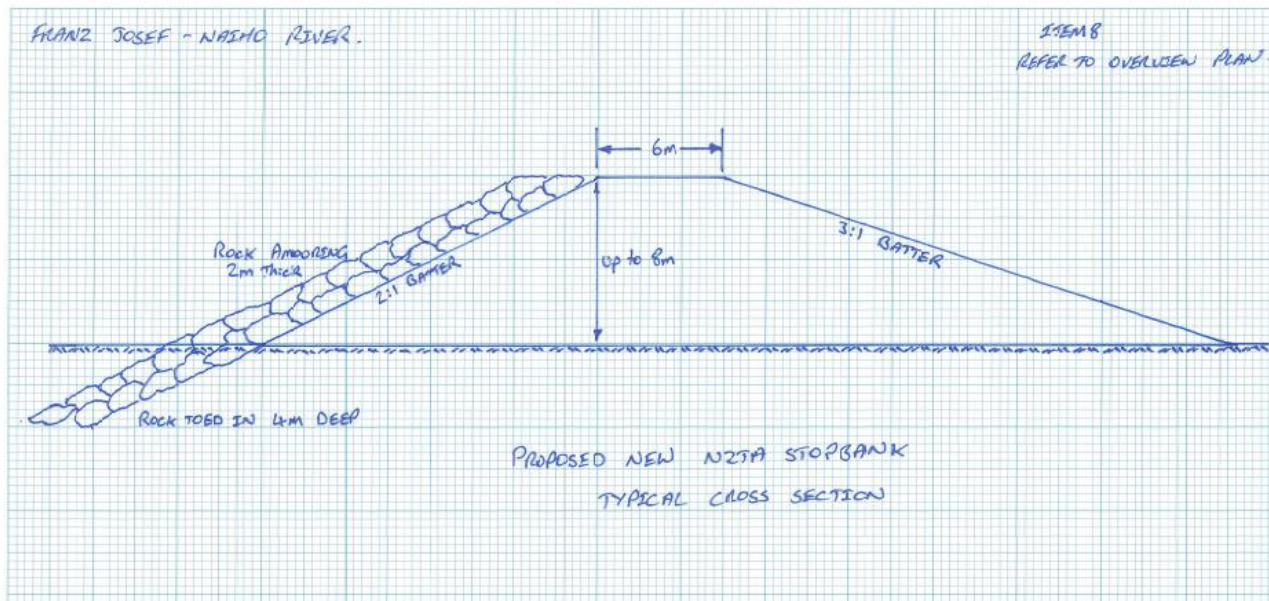 FRANZ JOSEF - WAIHO RIVER.
ITEM 8
REFER TO OVERVIEW PLAN.
6m
ROCK AMOORING
2m THICK
2:1 BATTER
up to 8m
3:1 BATTER
ROCK TOED IN 4m DEEP
PROPOSED NEW NZTA STOPBANK
TYPICAL CROSS SECTION